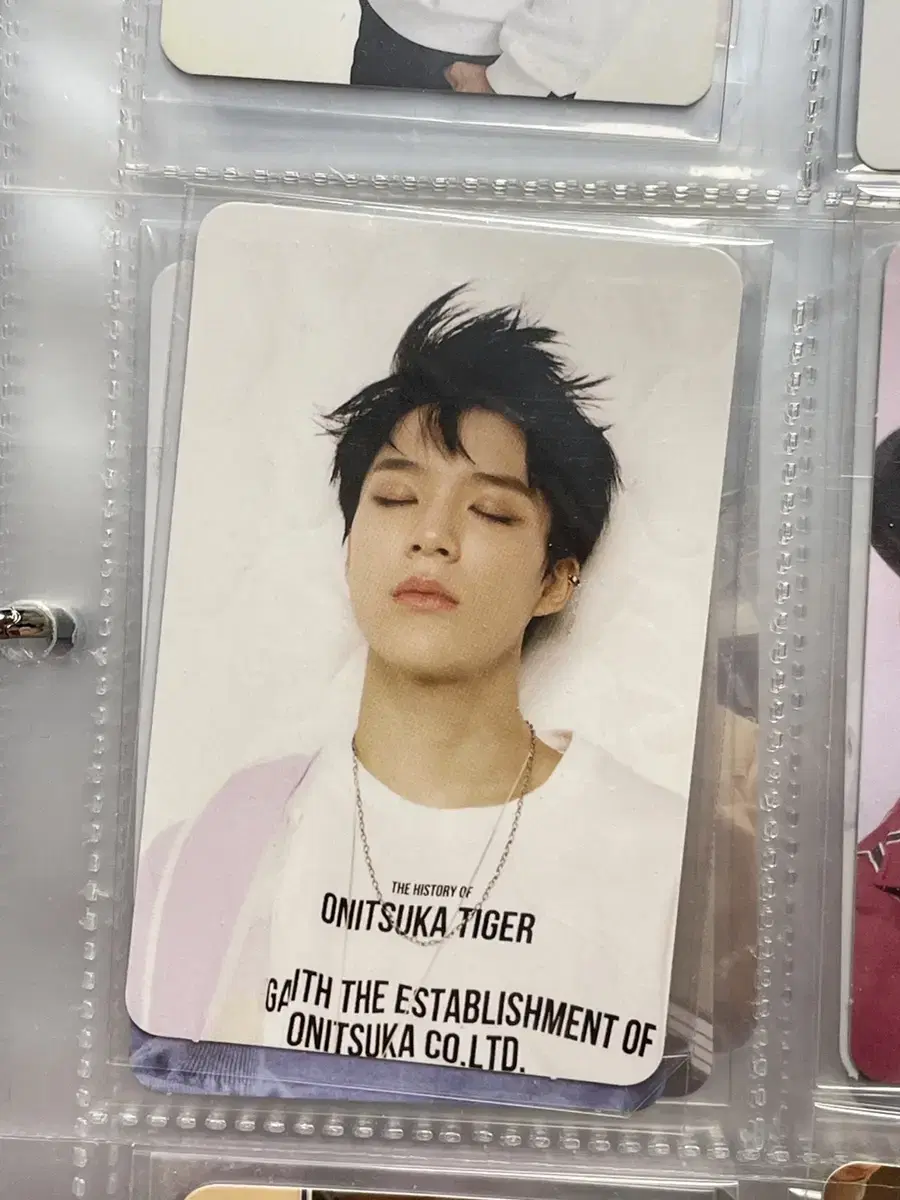 THE HISTORY OF
ONITSUKA TIGER
ITH THE ESTABLISHMENT OF
ONITSUKA CO.LTD.